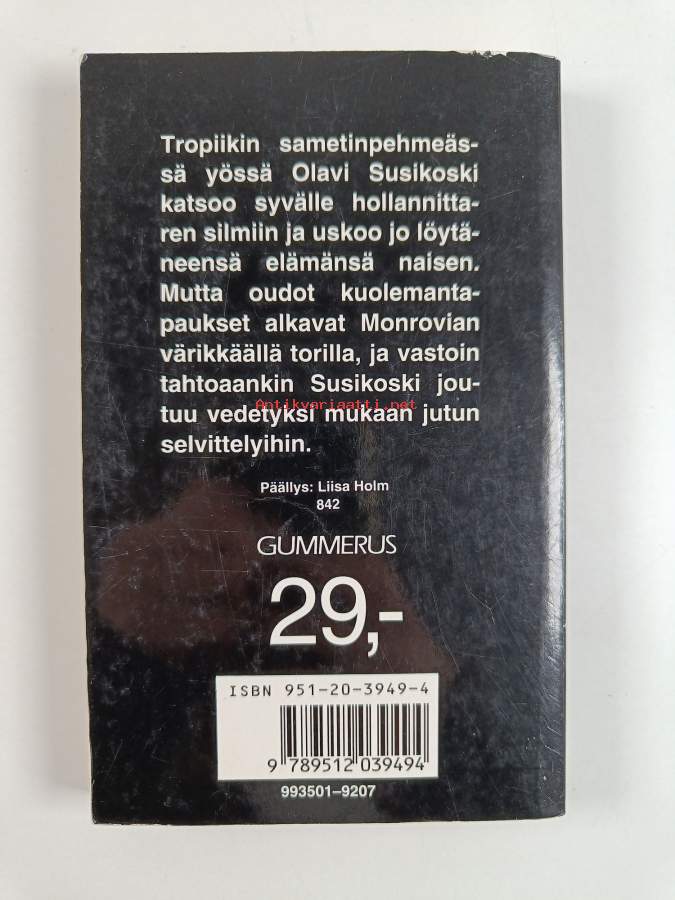 Tropiikin sametinpehmeäs-
sä yössä Olavi Susikoski
katsoo syvälle hollannitta-
ren silmiin ja uskoo jo löytä-
neensä elämänsä naisen.
Mutta oudot kuolemanta-
paukset alkavat Monrovian
värikkäällä torilla, ja vastoin
tahtoaankin Susikoski jou-
tuu vedetyksi mukaan jutun
selvittelyihin.
Antikvariaatti.net
Päällys: Liisa Holm
842
GUMMERUS
29,-
ISBN 951-20-3949-4
9 789512 039494
993501-9207